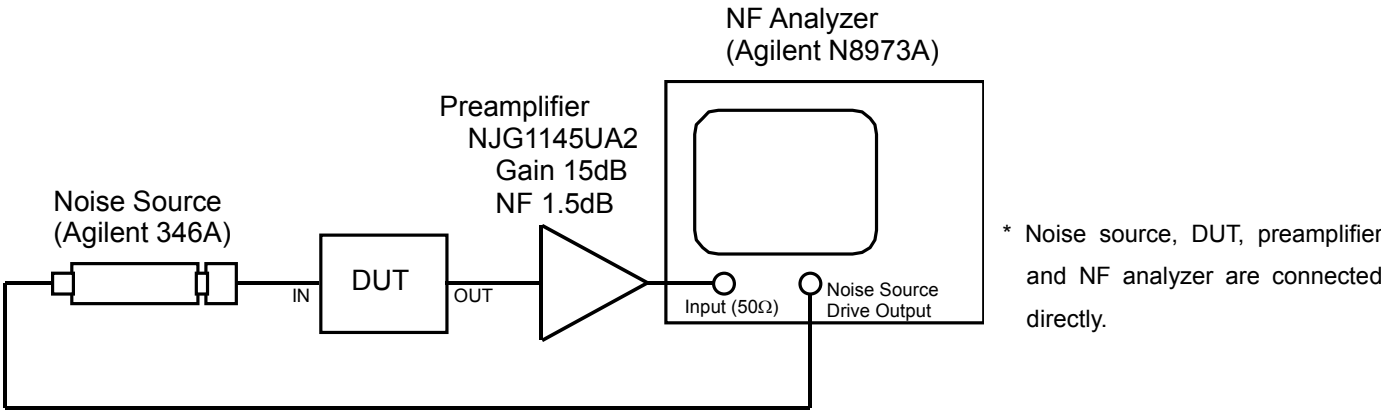 NF Analyzer
(Agilent N8973A)
Preamplifier
NJG1145UA2
Gain 15dB
NF 1.5dB
Noise Source
(Agilent 346A)
DUT
IN
OUT
Input (50Ω)
Noise Source
Drive Output
* Noise source, DUT, preamplifier
and NF analyzer are connected
directly.